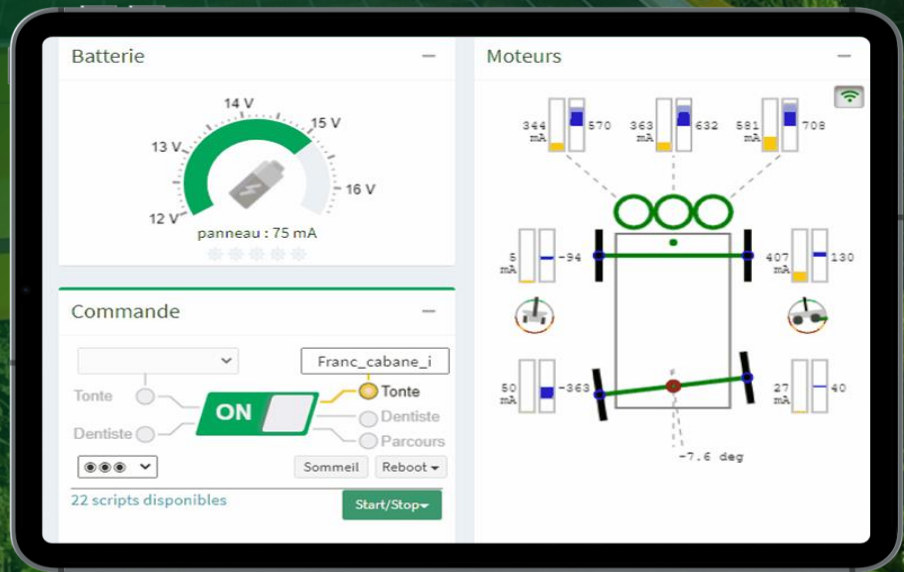 Batterie
14 V
15 V
13 V
16 V
12 V
panneau : 75 mA
Commande
Franc_cabane_i
Tonte
Tonte
ON
Dentiste
Dentiste
Parcours
Sommeil
Reboot
22 scripts disponibles
Start/Stop
Moteurs
344 mA
570
363 mA
632
581 mA
708
5 mA
-94
407 mA
130
50 mA
-363
27 mA
40
-7.6 deg